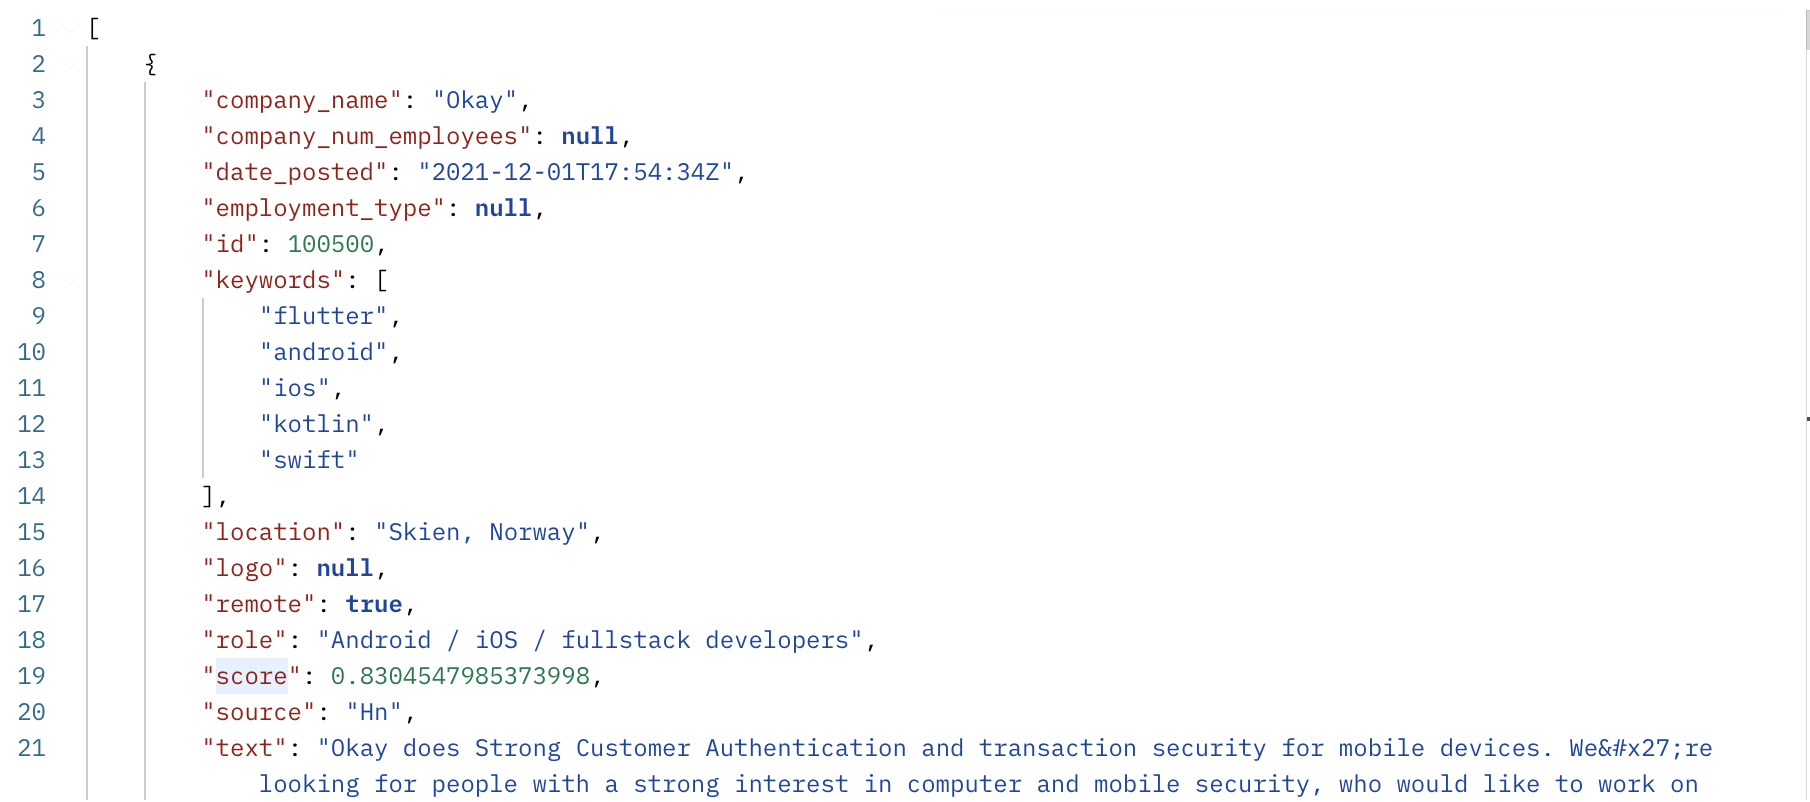 1 [
2 {
3 "company_name": "Okay",
4 "company_num_employees": null,
5 "date_posted": "2021-12-01T17:54:34Z",
6 "employment_type": null,
7 "id": 100500,
8 "keywords": [
9 "flutter",
10 "android",
11 "ios",
12 "kotlin",
13 "swift"
14 ],
15 "location": "Skien, Norway",
16 "logo": null,
17 "remote": true,
18 "role": "Android / iOS / fullstack developers",
19 "score": 0.8304547985373998,
20 "source": "Hn",
21 "text": "Okay does Strong Customer Authentication and transaction security for mobile devices. We&#x27;re
looking for people with a strong interest in computer and mobile security, who would like to work on